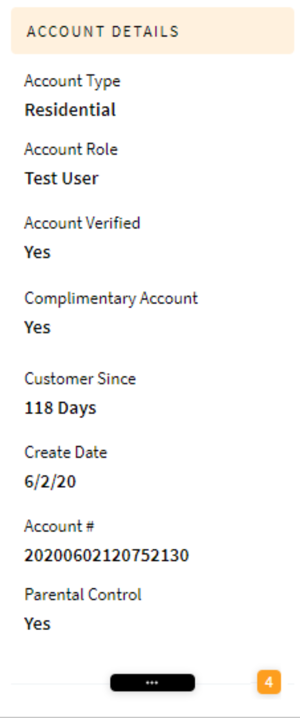 ACCOUNT DETAILS
Account Type
Residential
Account Role
Test User
Account Verified
Yes
Complimentary Account
Yes
Customer Since
118 Days
Create Date
6/2/20
Account #
20200602120752130
Parental Control
Yes
...
4